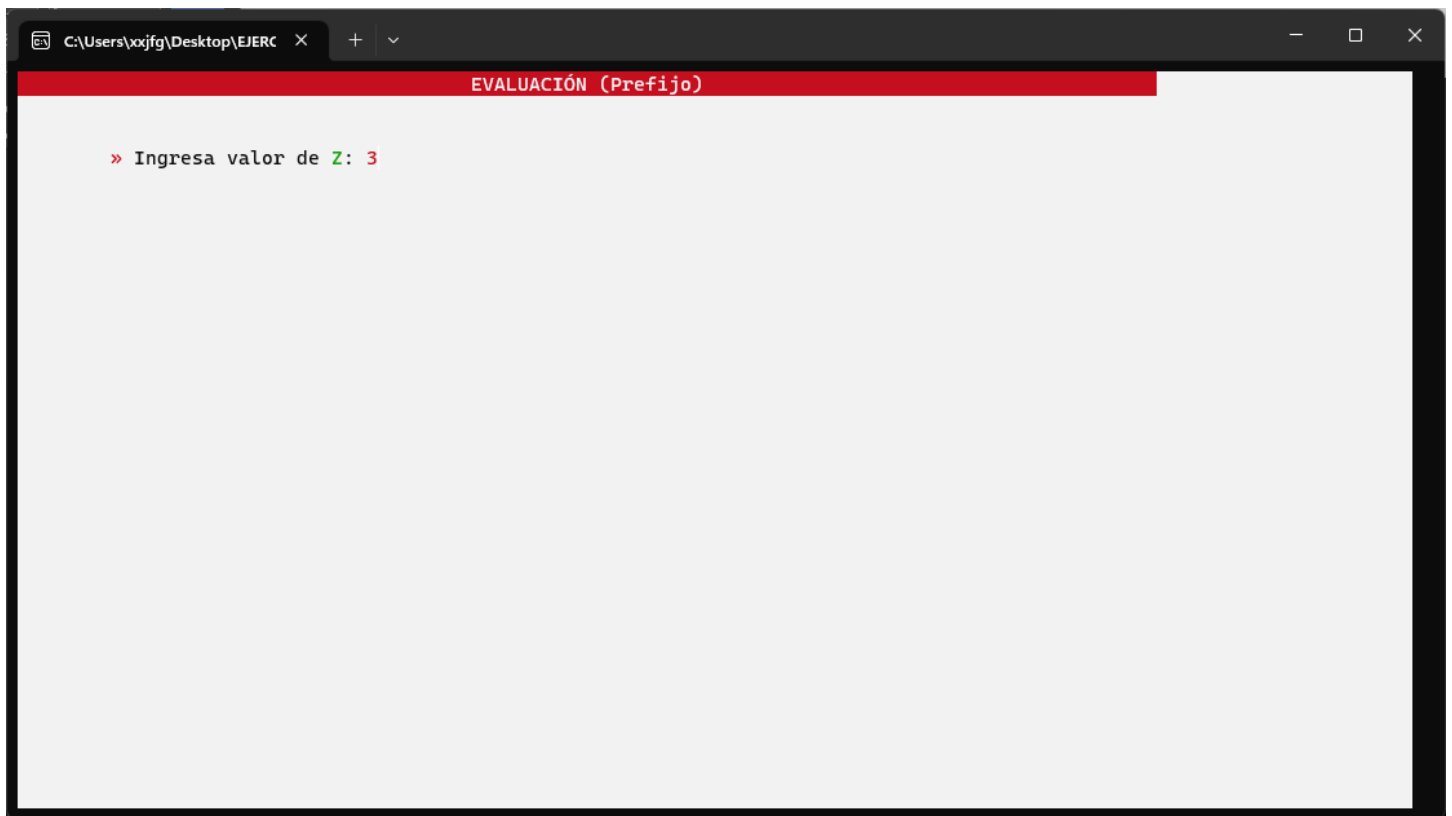 C:\Users\xxjfg\Desktop\EJERC
EVALUACIÓN (Prefijo)
» Ingresa valor de Z: 3